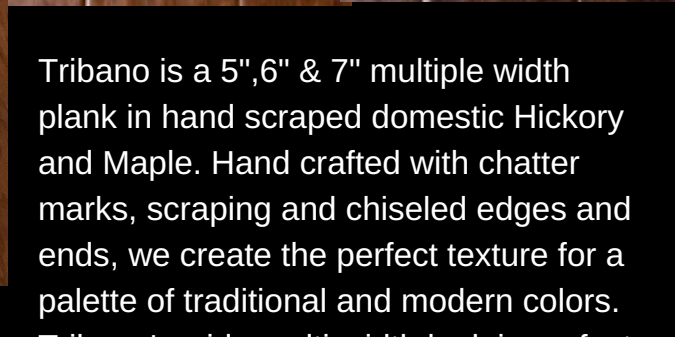 Tribano is a 5",6" & 7" multiple width
plank in hand scraped domestic Hickory
and Maple. Hand crafted with chatter
marks, scraping and chiseled edges and
ends, we create the perfect texture for a
palette of traditional and modern colors.